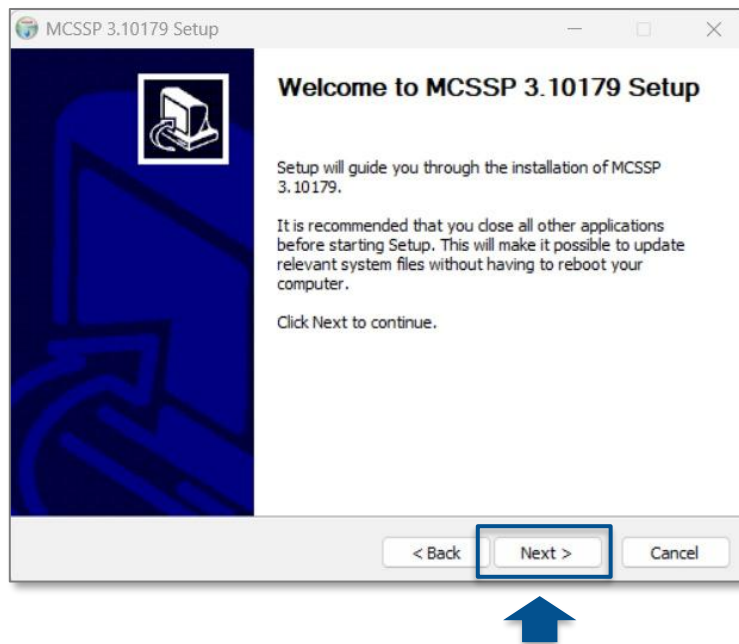 MCSSP 3.10179 Setup
Welcome to MCSSP 3.10179 Setup
Setup will guide you through the installation of MCSSP
3.10179.
It is recommended that you close all other applications
before starting Setup. This will make it possible to update
relevant system files without having to reboot your
computer.
Click Next to continue.
< Back Next > Cancel